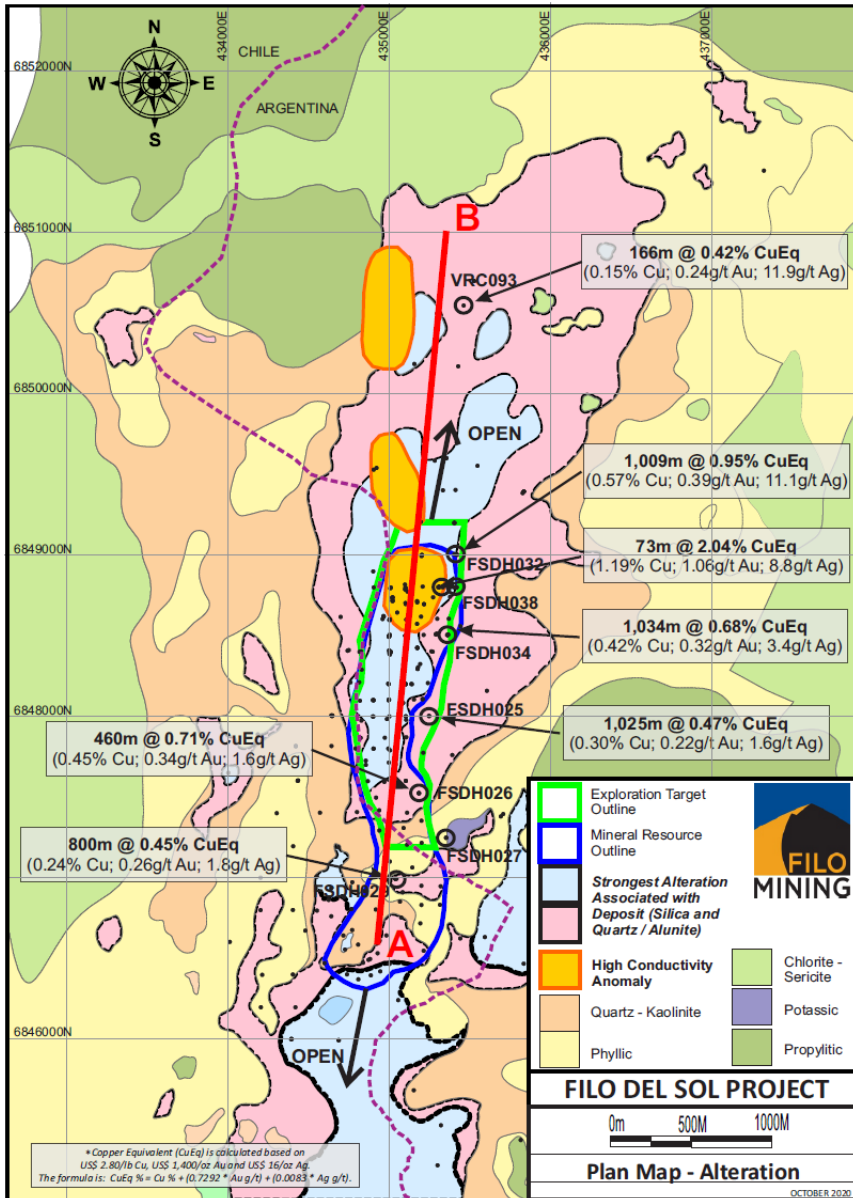 434000E
435000E
436000E
437000E
N
W
E
S
CHILE
ARGENTINA
6852000N
6851000N
B
166m @ 0.42% CuEq
(0.15% Cu; 0.24g/t Au; 11.9g/t Ag)
VRC093
6850000N
OPEN
1,009m @ 0.95% CuEq
(0.57% Cu; 0.39g/t Au; 11.1g/t Ag)
6849000N
FSDH032
73m @ 2.04% CuEq
(1.19% Cu; 1.06g/t Au; 8.8g/t Ag)
FSDH038
1,034m @ 0.68% CuEq
(0.42% Cu; 0.32g/t Au; 3.4g/t Ag)
FSDH034
6848000N
FSDH025
1,025m @ 0.47% CuEq
(0.30% Cu; 0.22g/t Au; 1.6g/t Ag)
460m @ 0.71% CuEq
(0.45% Cu; 0.34g/t Au; 1.6g/t Ag)
FSDH026
800m @ 0.45% CuEq
(0.24% Cu; 0.26g/t Au; 1.8g/t Ag)
FSDH027
FSDH029
A
6846000N
OPEN
Exploration Target
Outline
Mineral Resource
Outline
Strongest Alteration
Associated with
Deposit (Silica and
Quartz / Alunite)
High Conductivity
Anomaly
Quartz - Kaolinite
Phyllic
FILO
MINING
Chlorite -
Sericite
Potassic
Propylitic
FILO DEL SOL PROJECT
0m 500M 1000M
Plan Map - Alteration
OCTOBER 2020
*Copper Equivalent (CuEq) is calculated based on
US$ 2.80/lb Cu, US$ 1,400/oz Au and US$ 16/oz Ag.
The formula is: CuEq % = Cu % + (0.7292 * Au g/t) + (0.0083 * Ag g/t).